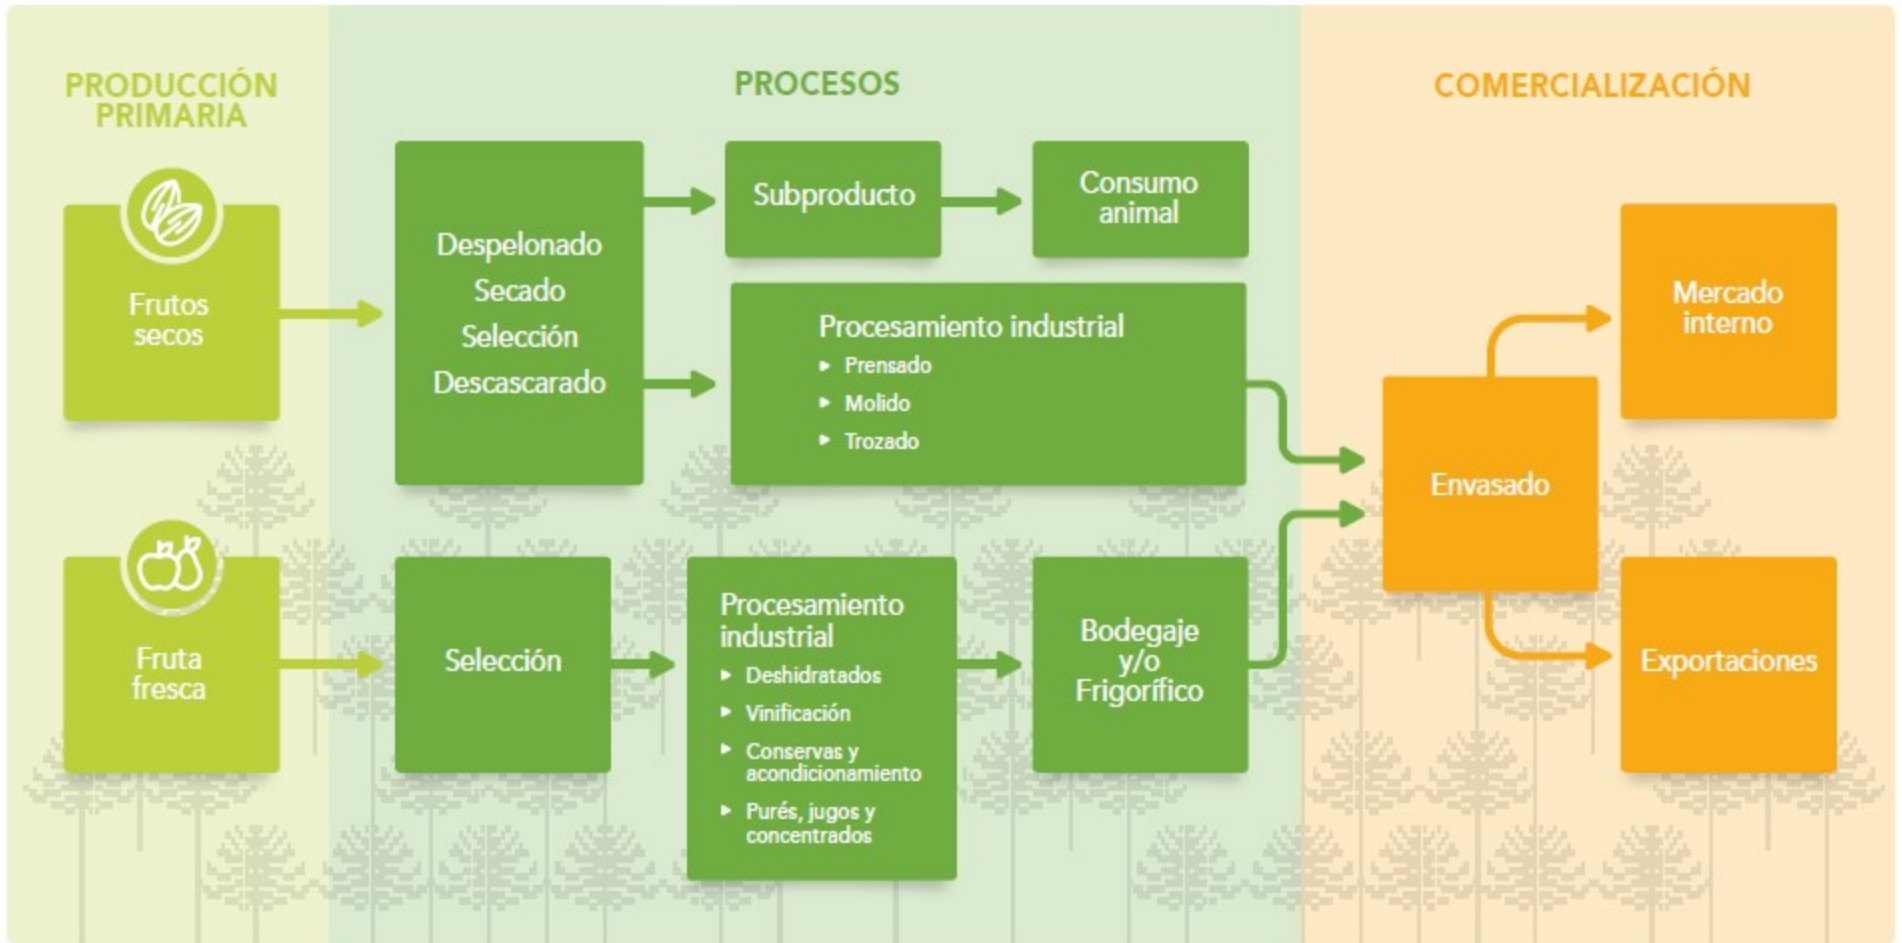 PRODUCCIÓN
PRIMARIA
PROCESOS
COMERCIALIZACIÓN
Frutos
secos
Despelonado
Secado
Selección
Descascarado
Subproducto
Consumo
animal
Procesamiento industrial
Prensado
Molido
Trozado
Fruta
fresca
Selección
Procesamiento
industrial
Deshidratados
Vinificación
Conservas y
acondicionamiento
Purés, jugos y
concentrados
Bodegaje
y/o
Frigorífico
Envasado
Mercado
interno
Exportaciones